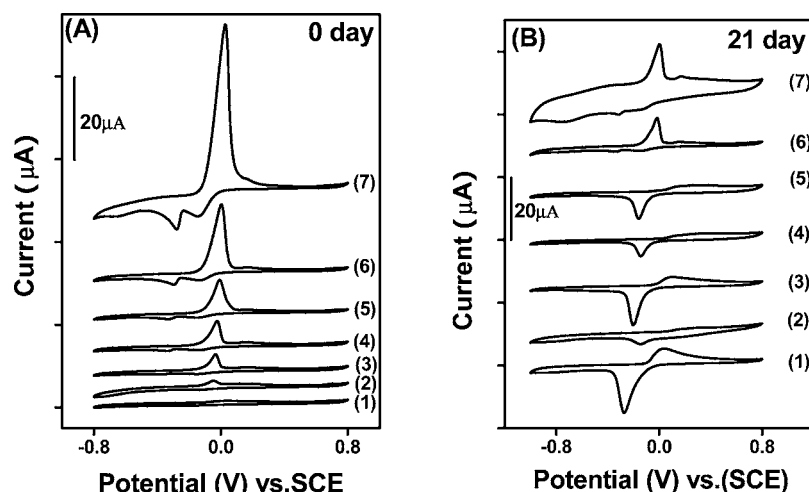 (A)
0 day
20μA
(7)
(6)
(5)
(4)
(3)
(2)
(1)
Current ( μA)
-0.8
0.0
0.8
Potential (V) vs.SCE
(B)
21 day
(7)
(6)
(5)
20μA
(4)
(3)
(2)
(1)
Current ( μA)
-0.8
0.0
0.8
Potential (V) vs.(SCE)